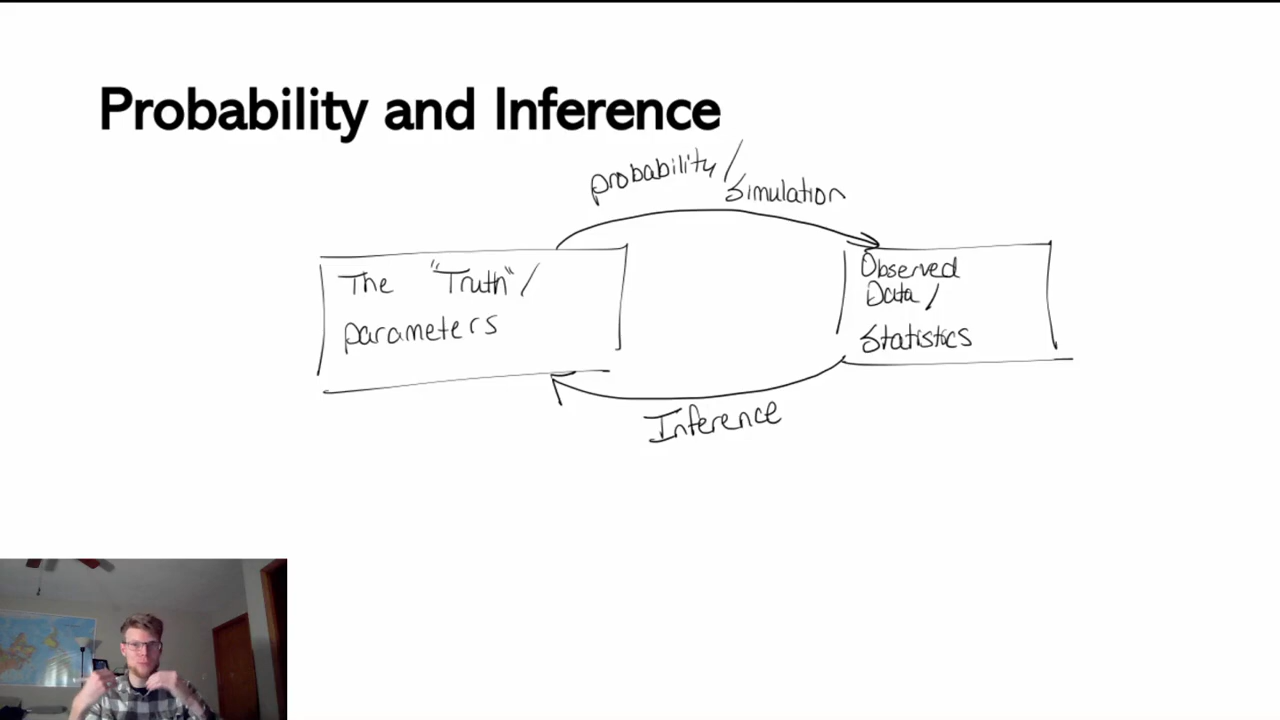 Probability and Inference
probability/
Simulation
The "Truth"/
parameters
Observed
Data/
Statistics
Inference